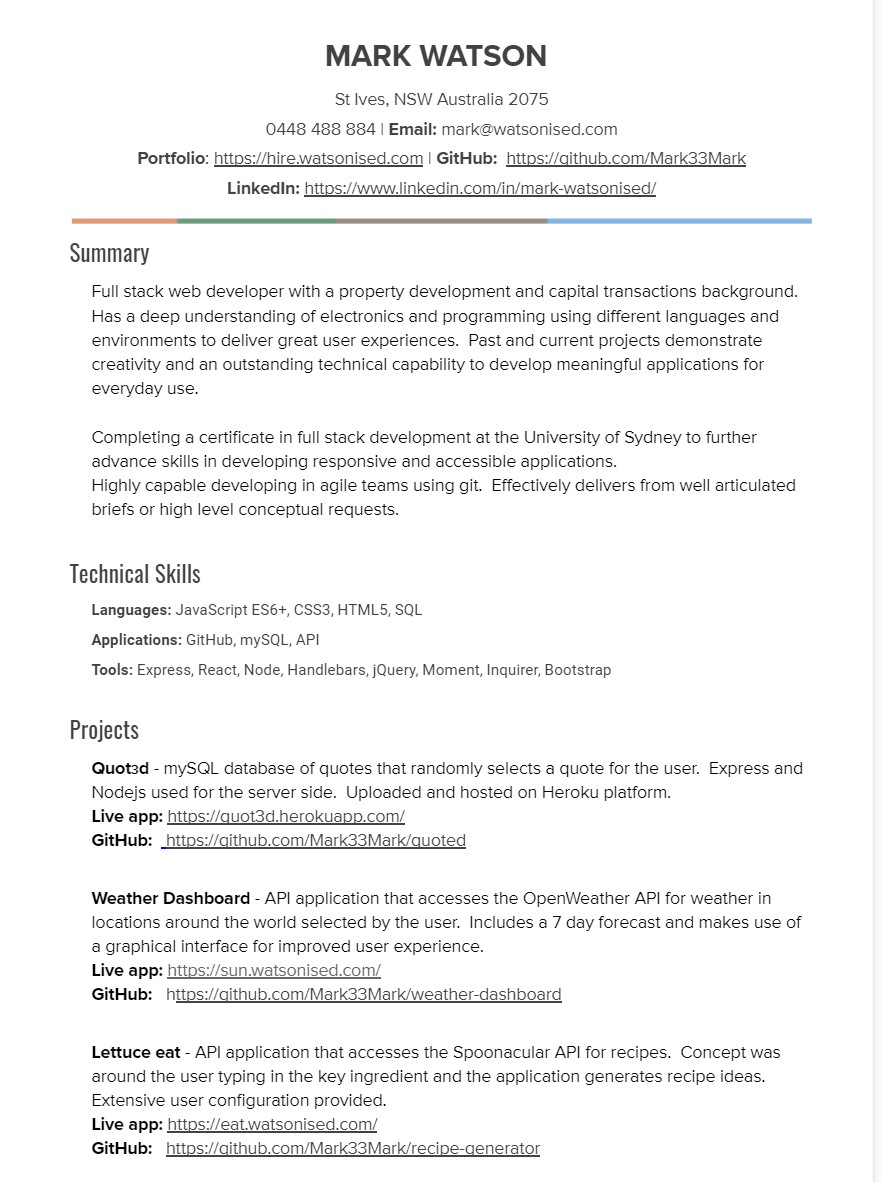 MARK WATSON
St Ives, NSW Australia 2075
0448 488 884 | Email: mark@watsonised.com
Portfolio: https://hire.watsonised.com | GitHub:  https://github.com/Mark33Mark
LinkedIn: https://www.linkedin.com/in/mark-watsonised/
Summary
Full stack web developer with a property development and capital transactions background.
Has a deep understanding of electronics and programming using different languages and
environments to deliver great user experiences.  Past and current projects demonstrate
creativity and an outstanding technical capability to develop meaningful applications for
everyday use.
Completing a certificate in full stack development at the University of Sydney to further
advance skills in developing responsive and accessible applications.
Highly capable developing in agile teams using git.  Effectively delivers from well articulated
briefs or high level conceptual requests.
Technical Skills
Languages: JavaScript ES6+, CSS3, HTML5, SQL
Applications: GitHub, mySQL, API
Tools: Express, React, Node, Handlebars, jQuery, Moment, Inquirer, Bootstrap
Projects
Quot3d - mySQL database of quotes that randomly selects a quote for the user.  Express and
Nodejs used for the server side.  Uploaded and hosted on Heroku platform.
Live app: https://quot3d.herokuapp.com/
GitHub:  https://github.com/Mark33Mark/quoted
Weather Dashboard - API application that accesses the OpenWeather API for weather in
locations around the world selected by the user.  Includes a 7 day forecast and makes use of
a graphical interface for improved user experience.
Live app: https://sun.watsonised.com/
GitHub:  https://github.com/Mark33Mark/weather-dashboard
Lettuce eat - API application that accesses the Spoonacular API for recipes.  Concept was
around the user typing in the key ingredient and the application generates recipe ideas.
Extensive user configuration provided.
Live app: https://eat.watsonised.com/
GitHub:  https://github.com/Mark33Mark/recipe-generator